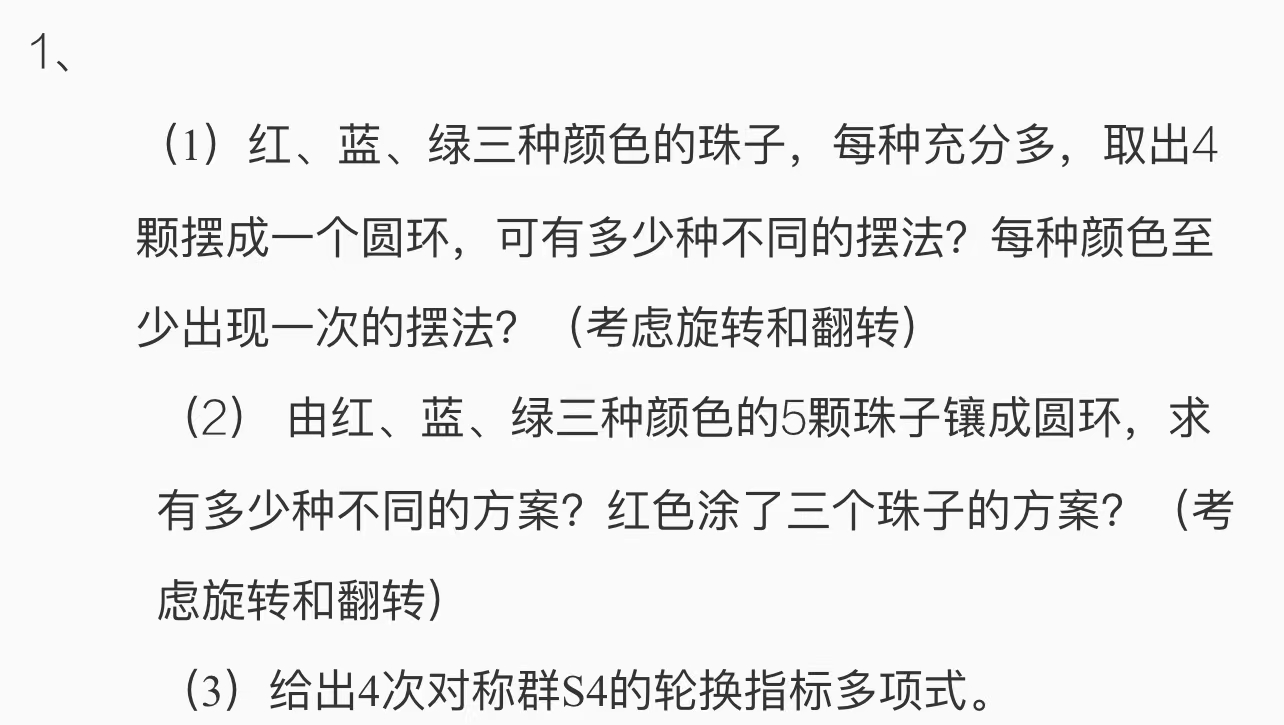 1、
（1）红、蓝、绿三种颜色的珠子，每种充分多，取出4
颗摆成一个圆环，可有多少种不同的摆法？每种颜色至
少出现一次的摆法？（考虑旋转和翻转）
（2） 由红、蓝、绿三种颜色的5颗珠子镶成圆环，求
有多少种不同的方案？红色涂了三个珠子的方案？（考
虑旋转和翻转）
（3）给出4次对称群S4的轮换指标多项式。